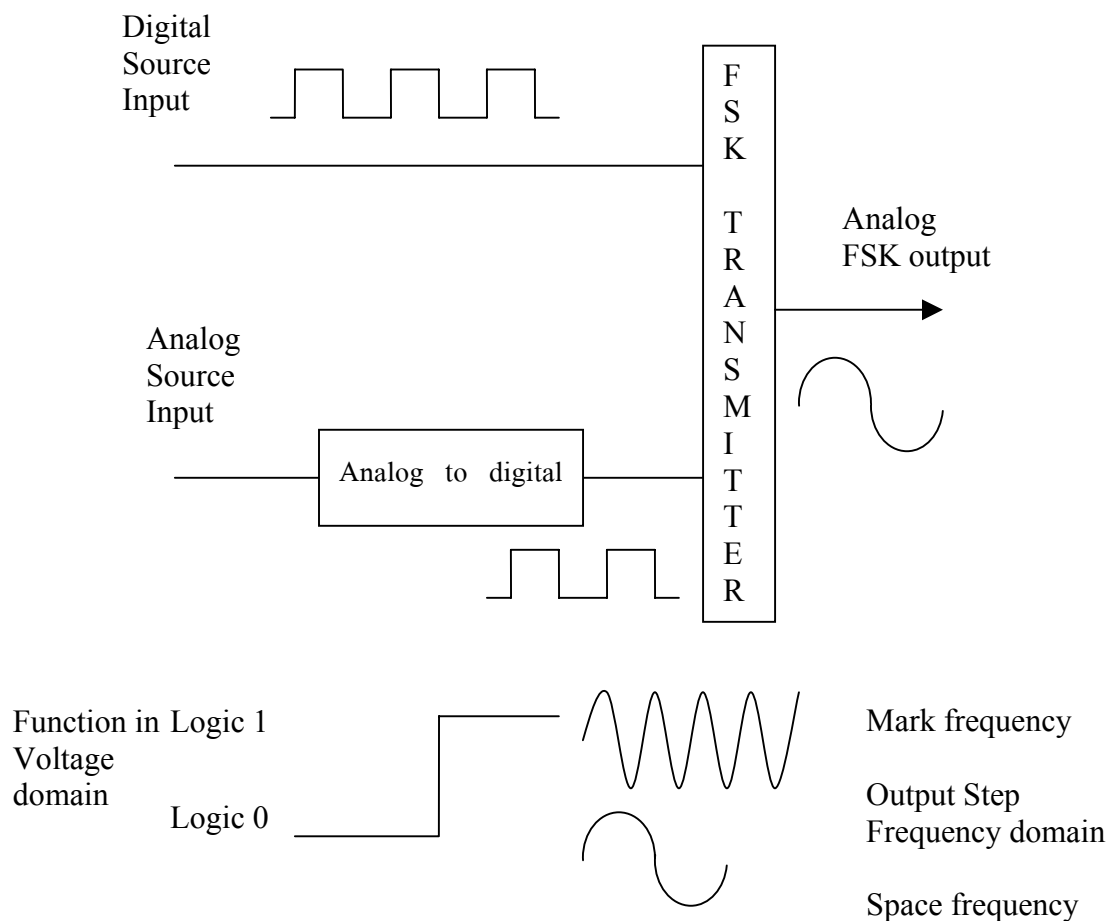 Digital
Source
Input
F
S
K
T
R
A
N
S
M
I
T
T
E
R
Analog
FSK output
Analog
Source
Input
Analog to digital
Function in Logic 1
Voltage
domain
Logic 0
Mark frequency
Output Step
Frequency domain
Space frequency